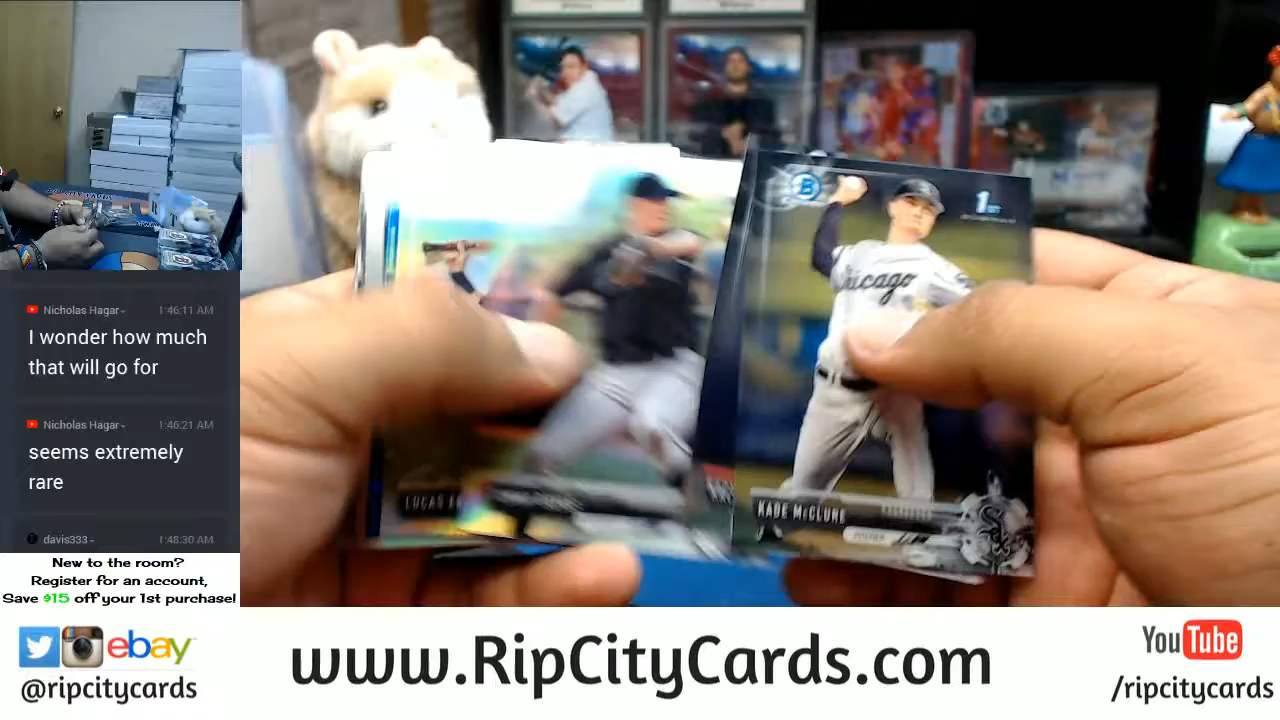 Nicholas Hagar
1:46:11 AM
I wonder how much
that will go for
Nicholas Hagar
1:46:21 AM
seems extremely
rare
davis333
1:48:30 AM
New to the room?
Register for an account,
Save $15 off your 1st purchase!
B
1ST
Chicago
KADE McCLURE
PITCHER
LUCAS
ebay
@ripcitycards
www.RipCityCards.com
YouTube
/ripcitycards